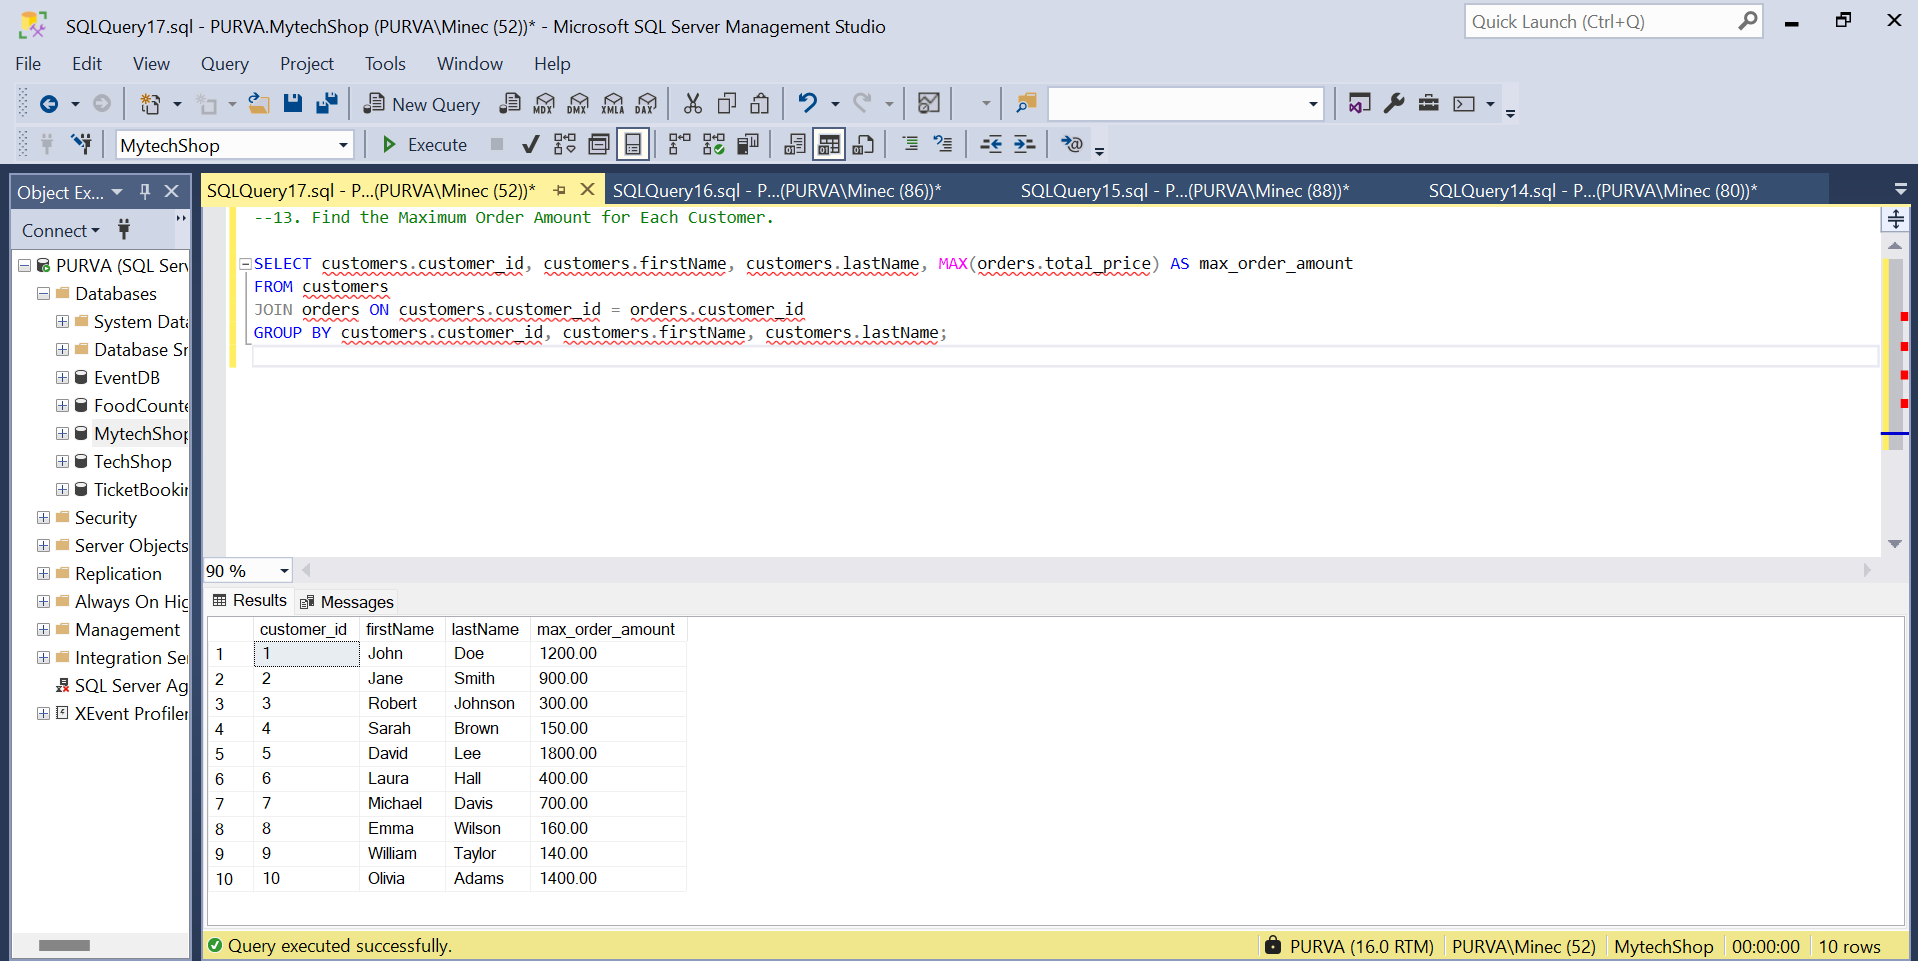 SQLQuery17.sql - PURVA.MytechShop (PURVA\Minec (52))* - Microsoft SQL Server Management Studio
Quick Launch (Ctrl+Q)
File Edit View Query Project Tools Window Help
New Query MDX DMX XMLA DAX
MytechShop Execute
Object Ex...
SQLQuery17.sql - P...(PURVA\Minec (52))* SQLQuery16.sql - P...(PURVA\Minec (86))* SQLQuery15.sql - P...(PURVA\Minec (88))* SQLQuery14.sql - P...(PURVA\Minec (80))*
Connect
PURVA (SQL Serv
Databases
System Data
Database Sn
EventDB
FoodCounte
MytechShop
TechShop
TicketBookin
Security
Server Objects
Replication
Always On Hig
Management
Integration Se
SQL Server Ag
XEvent Profiler
--13. Find the Maximum Order Amount for Each Customer.
SELECT customers.customer_id, customers.firstName, customers.lastName, MAX(orders.total_price) AS max_order_amount
FROM customers
JOIN orders ON customers.customer_id = orders.customer_id
GROUP BY customers.customer_id, customers.firstName, customers.lastName;
90 %
Results Messages
customer_id firstName lastName max_order_amount
1 1 John Doe 1200.00
2 2 Jane Smith 900.00
3 3 Robert Johnson 300.00
4 4 Sarah Brown 150.00
5 5 David Lee 1800.00
6 6 Laura Hall 400.00
7 7 Michael Davis 700.00
8 8 Emma Wilson 160.00
9 9 William Taylor 140.00
10 10 Olivia Adams 1400.00
Query executed successfully.
PURVA (16.0 RTM) PURVA\Minec (52) MytechShop 00:00:00 10 rows